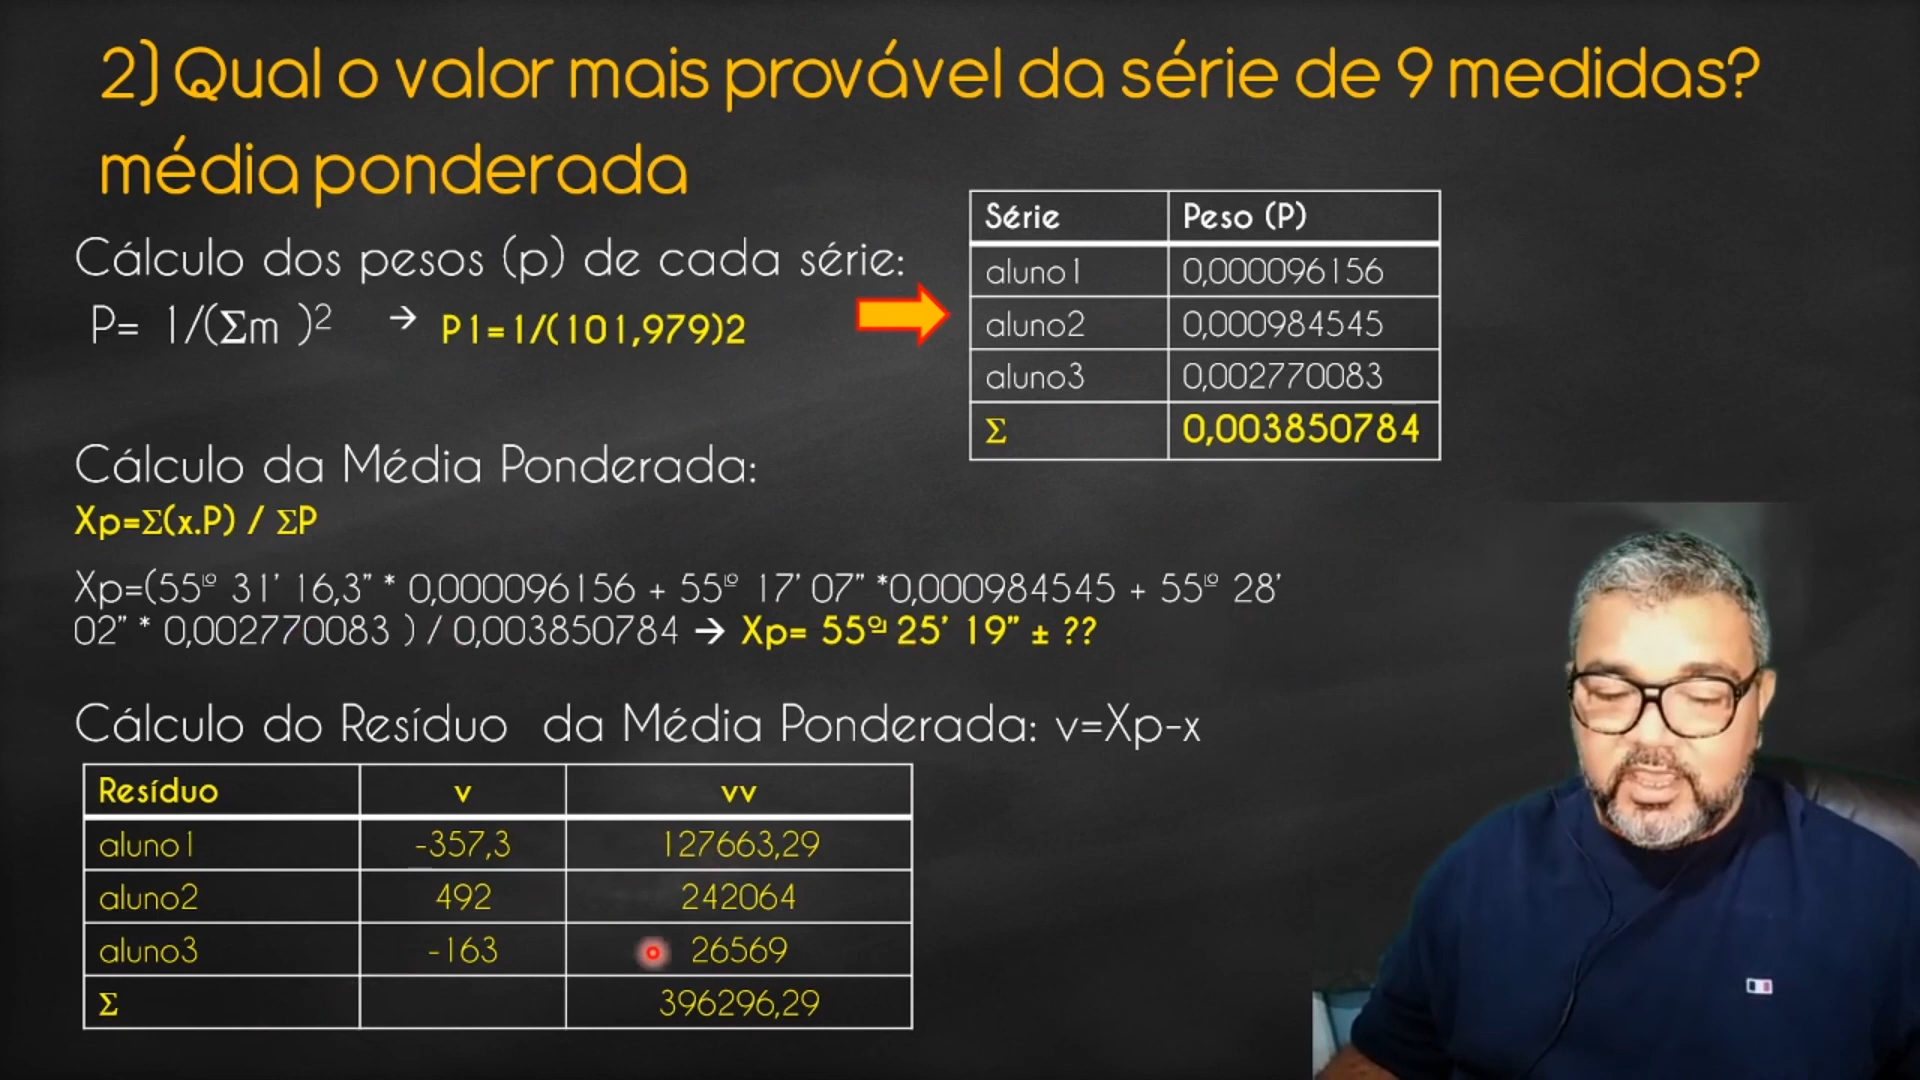 2) Qual o valor mais provável da série de 9 medidas?
média ponderada
Cálculo dos pesos (p) de cada série:
P= 1/(Σm )2 → P1=1/(101,979)2
Série Peso (P)
aluno1 0,000096156
aluno2 0,000984545
aluno3 0,002770083
Σ 0,003850784
Cálculo da Média Ponderada:
Xp=Σ(x.P) / ΣP
Xp=(55º 31’ 16,3” * 0,000096156 + 55º 17’ 07” *0,000984545 + 55º 28’
02” * 0,002770083 ) / 0,003850784 → Xp= 55º 25’ 19” ± ??
Cálculo do Resíduo da Média Ponderada: v=Xp-x
Resíduo v vv
aluno1 -357,3 127663,29
aluno2 492 242064
aluno3 -163 26569
Σ 396296,29